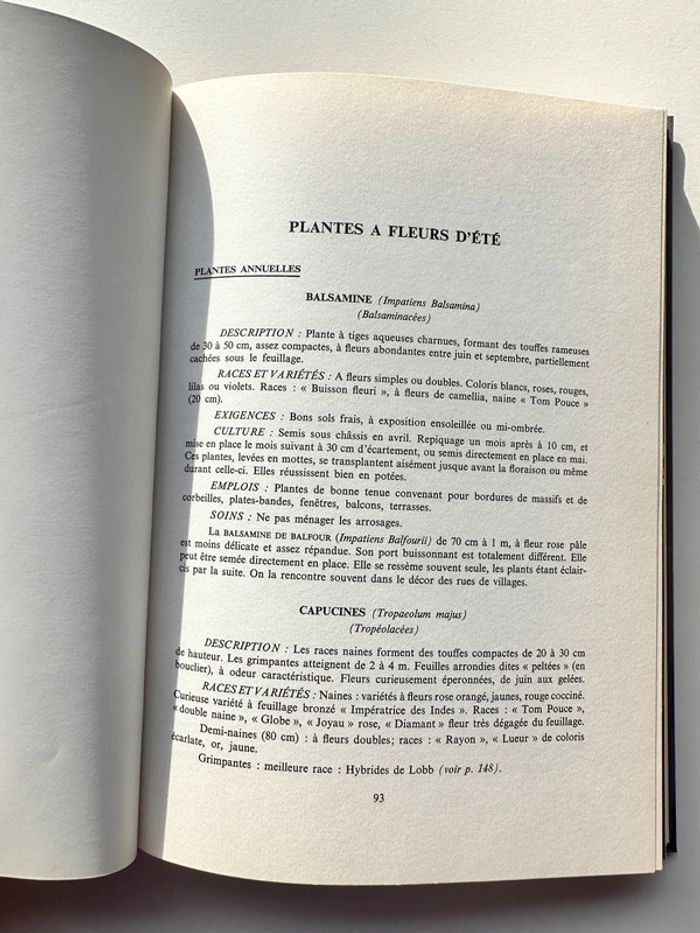 PLANTES A FLEURS D'ÉTÉ
PLANTES ANNUELLES
BALSAMINE (Impatiens Balsamina)
(Balsaminacées)
DESCRIPTION : Plante à tiges aqueuses charnues, formant des touffes rameuses
de 30 à 50 cm, assez compactes, à fleurs abondantes entre juin et septembre, partiellement
cachées sous le feuillage.
RACES ET VARIÉTÉS : A fleurs simples ou doubles. Coloris blancs, roses, rouges,
lilas ou violets. Races : « Buisson fleuri », à fleurs de camellia, naine « Tom Pouce »
(20 cm).
EXIGENCES : Bons sols frais, à exposition ensoleillée ou mi-ombrée.
CULTURE : Semis sous châssis en avril. Repiquage un mois après à 10 cm, et
mise en place le mois suivant à 30 cm d'écartement, ou semis directement en place en mai.
Ces plantes, levées en mottes, se transplantent aisément jusque avant la floraison ou même
durant celle-ci. Elles réussissent bien en potées.
EMPLOIS : Plantes de bonne tenue convenant pour bordures de massifs et de
corbeilles, plates-bandes, fenêtres, balcons, terrasses.
SOINS : Ne pas ménager les arrosages.
La BALSAMINE DE BALFOUR (Impatiens Balfourii) de 70 cm à 1 m, à fleur rose pâle
est moins délicate et assez répandue. Son port buissonnant est totalement différent. Elle
peut être semée directement en place. Elle se ressème souvent seule, les plants étant éclair-
cis par la suite. On la rencontre souvent dans le décor des rues de villages.
CAPUCINES (Tropaeolum majus)
(Tropéolacées)
DESCRIPTION : Les races naines forment des touffes compactes de 20 à 30 cm
de hauteur. Les grimpantes atteignent de 2 à 4 m. Feuilles arrondies dites « peltées » (en
bouclier), à odeur caractéristique. Fleurs curieusement éperonnées, de juin aux gelées.
RACES ET VARIÉTÉS : Naines : variétés à fleurs rose orangé, jaunes, rouge cocciné.
Curieuse variété à feuillage bronzé « Impératrice des Indes ». Races : « Tom Pouce »,
« double naine », « Globe », « Joyau » rose, « Diamant » fleur très dégagée du feuillage.
Demi-naines (80 cm) : à fleurs doubles; races : « Rayon », « Lueur » de coloris
écarlate, or, jaune.
Grimpantes : meilleure race : Hybrides de Lobb (voir p. 148).
93